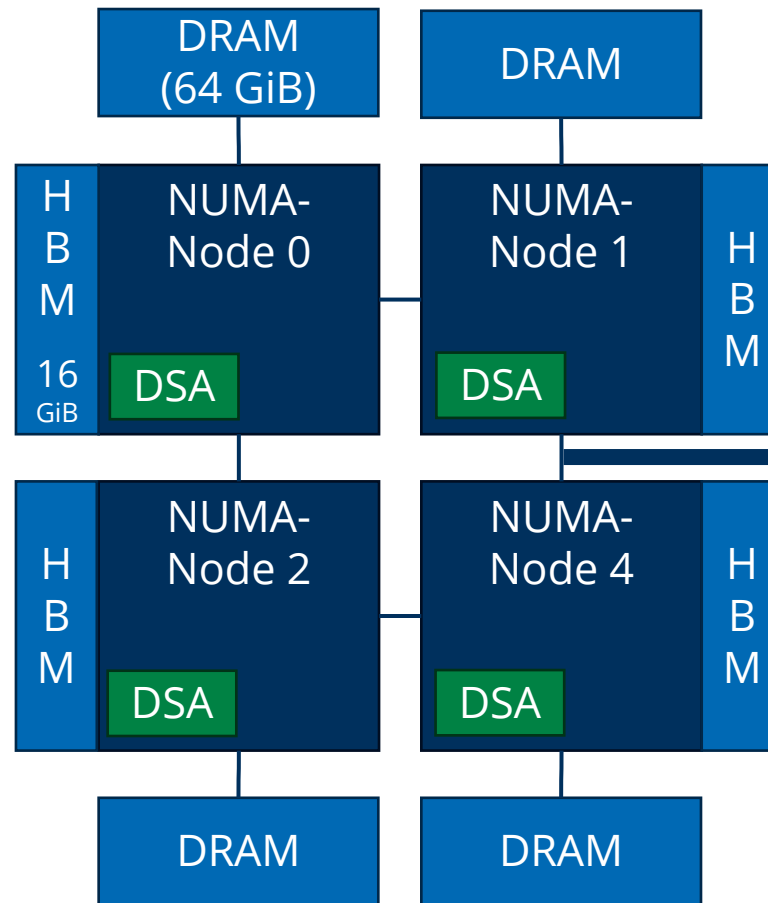 DRAM
(64 GiB)
DRAM
H
B
M
16
GiB
NUMA-
Node 0
DSA
NUMA-
Node 1
DSA
H
B
M
H
B
M
NUMA-
Node 2
DSA
NUMA-
Node 4
DSA
H
B
M
DRAM
DRAM